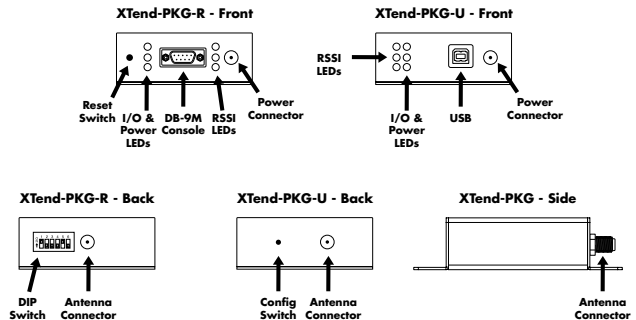 XTend-PKG-R - Front
XTend-PKG-U - Front
RSSI
LEDs
Reset
Switch
I/O &
Power
LEDs
DB-9M
Console
RSSI
LEDs
Power
Connector
I/O &
Power
LEDs
USB
Power
Connector
XTend-PKG-R - Back
XTend-PKG-U - Back
XTend-PKG - Side
DIP
Switch
Antenna
Connector
Config
Switch
Antenna
Connector
Antenna
Connector